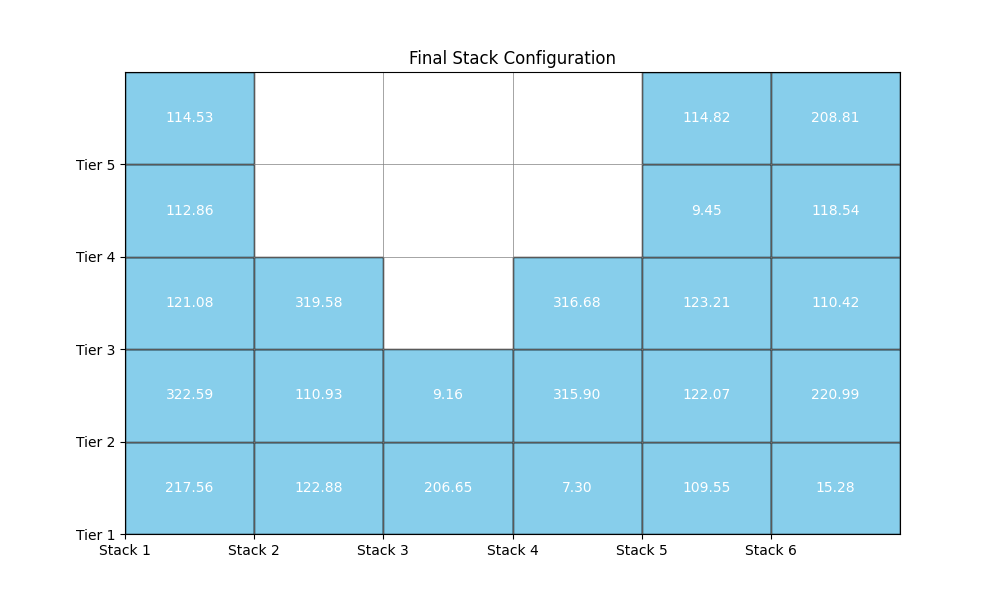 Final Stack Configuration
114.53 114.82 208.81
Tier 5
112.86 9.45 118.54
Tier 4
121.08 319.58 316.68 123.21 110.42
Tier 3
322.59 110.93 9.16 315.90 122.07 220.99
Tier 2
217.56 122.88 206.65 7.30 109.55 15.28
Tier 1
Stack 1 Stack 2 Stack 3 Stack 4 Stack 5 Stack 6